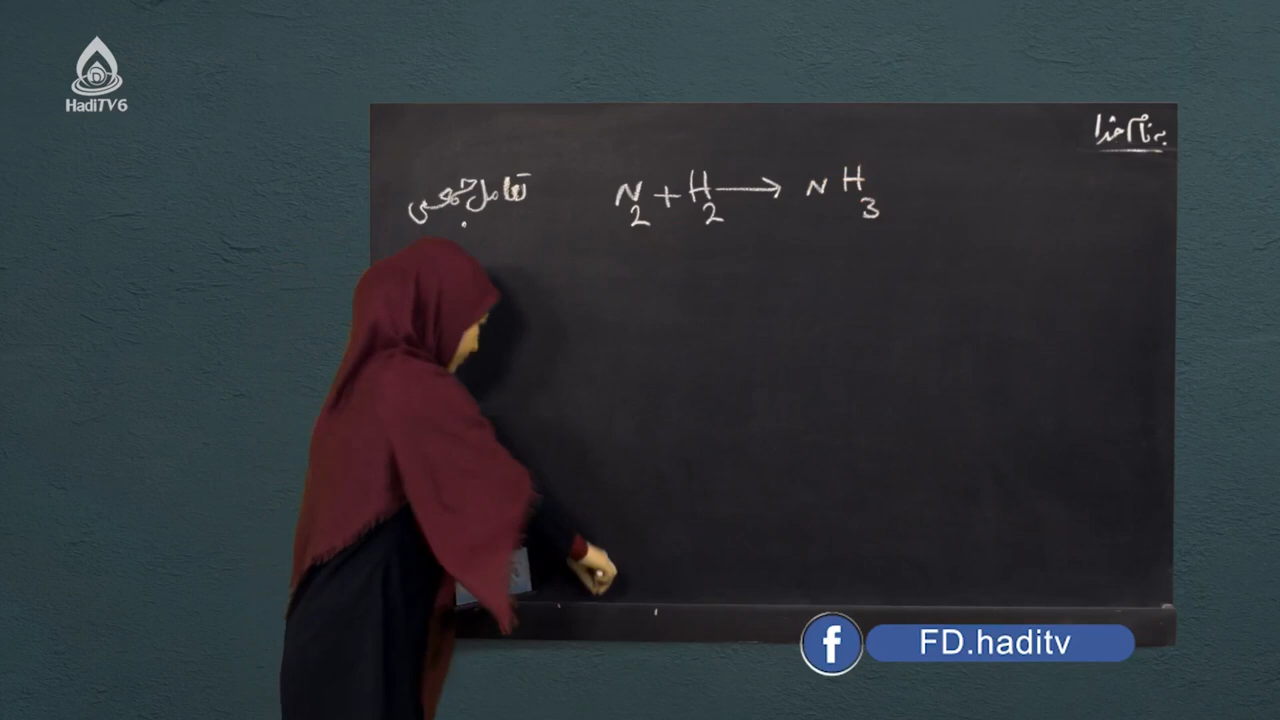 HadiTV6
به نام خدا
تعامل جمعی
N₂ + H₂ → NH₃
FD.haditv